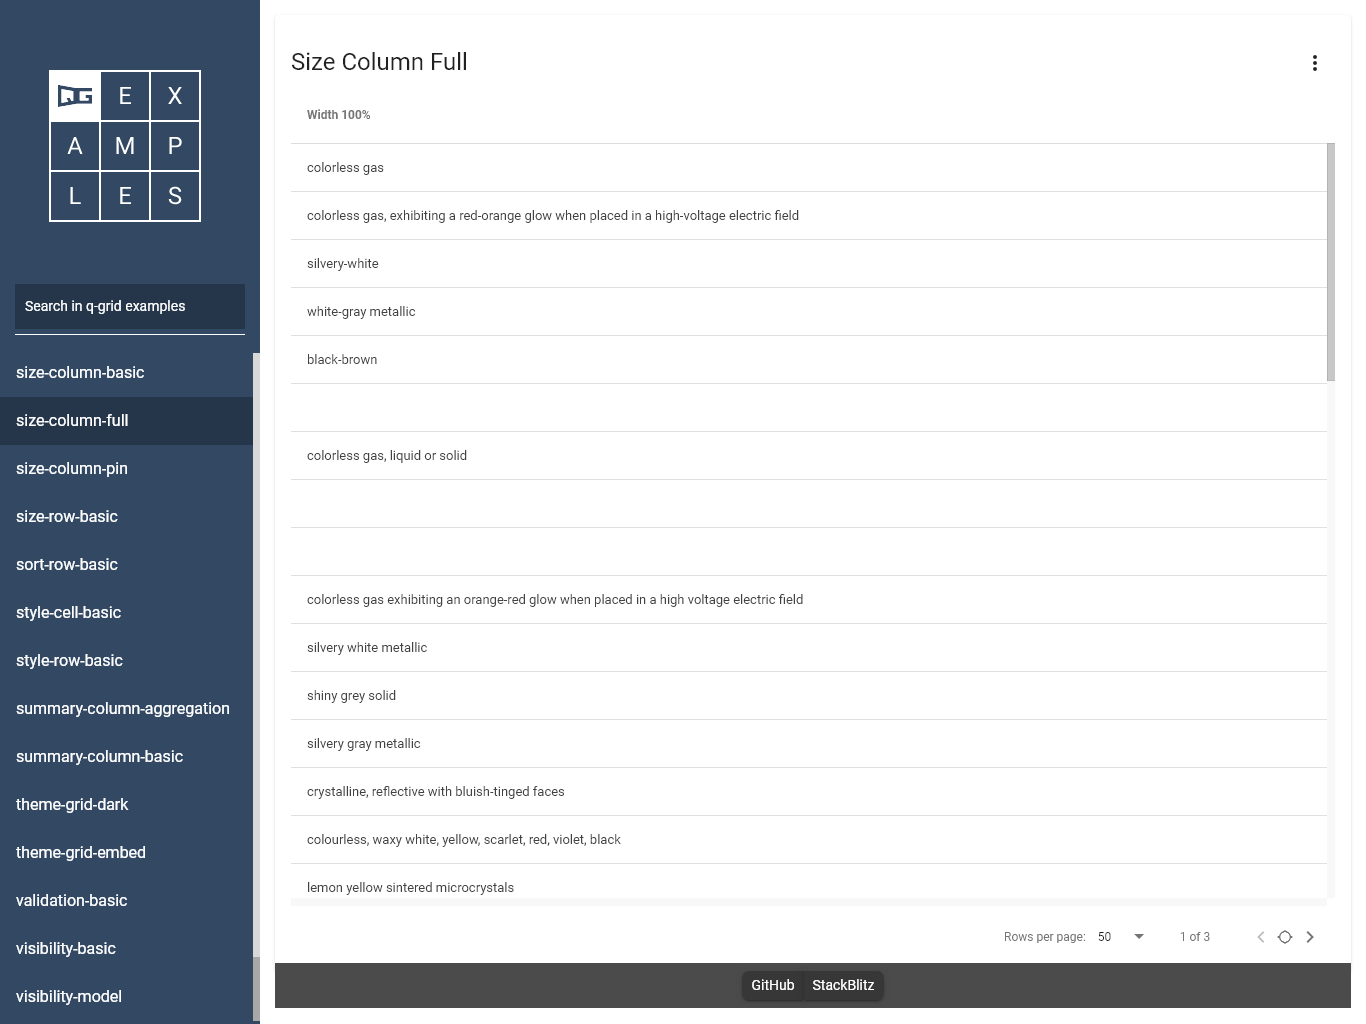 QG E X
A M P
L E S
Search in q-grid examples
size-column-basic
size-column-full
size-column-pin
size-row-basic
sort-row-basic
style-cell-basic
style-row-basic
summary-column-aggregation
summary-column-basic
theme-grid-dark
theme-grid-embed
validation-basic
visibility-basic
visibility-model
Size Column Full
Width 100%
colorless gas
colorless gas, exhibiting a red-orange glow when placed in a high-voltage electric field
silvery-white
white-gray metallic
black-brown
colorless gas, liquid or solid
colorless gas exhibiting an orange-red glow when placed in a high voltage electric field
silvery white metallic
shiny grey solid
silvery gray metallic
crystalline, reflective with bluish-tinged faces
colourless, waxy white, yellow, scarlet, red, violet, black
lemon yellow sintered microcrystals
Rows per page: 50 1 of 3
GitHub StackBlitz